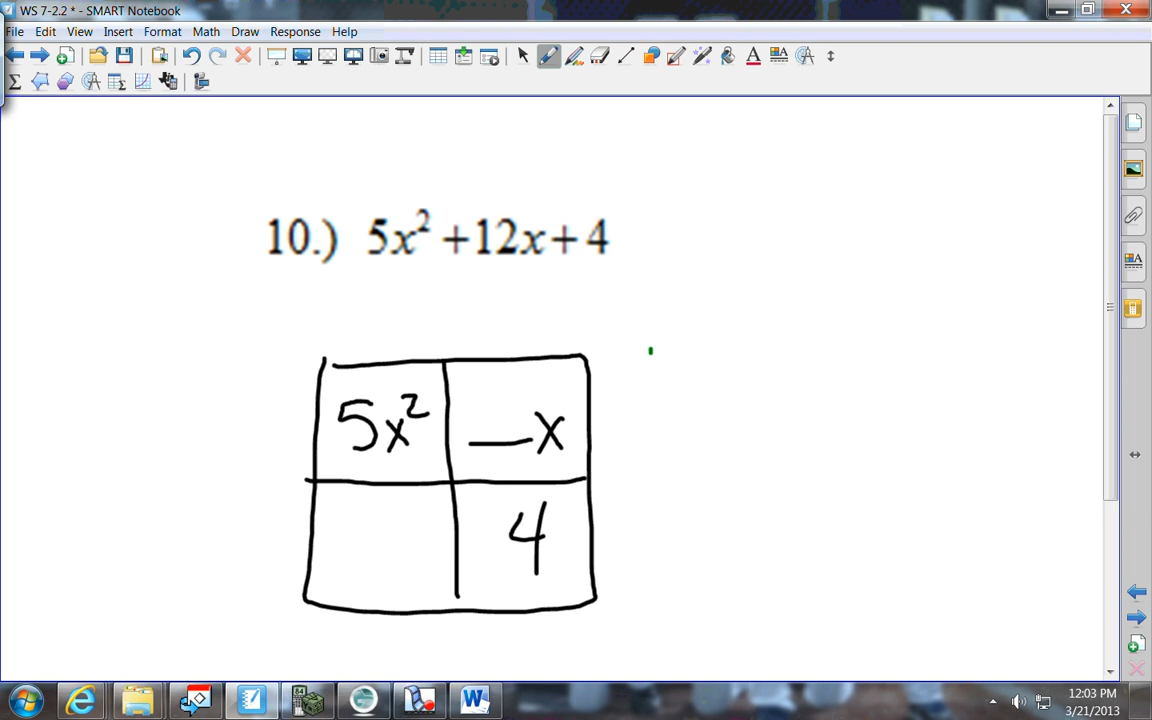 WS 7-2.2 * - SMART Notebook
File Edit View Insert Format Math Draw Response Help
10.) 5x² +12x+4
5x² __x
4
12:03 PM
3/21/2013